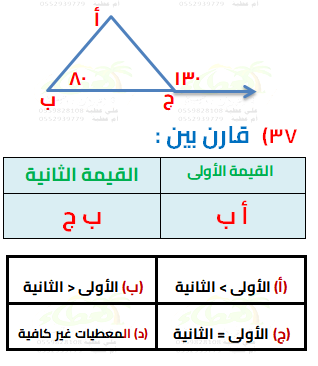 أ
٨٠
١٣٠
ب
ج
٣٧) قارن بين :
القيمة الأولى
القيمة الثانية
أ ب
ب ج
(أ) الأولى > الثانية
(ب) الأولى < الثانية
(ج) الأولى = الثانية
(د) المعطيات غير كافية